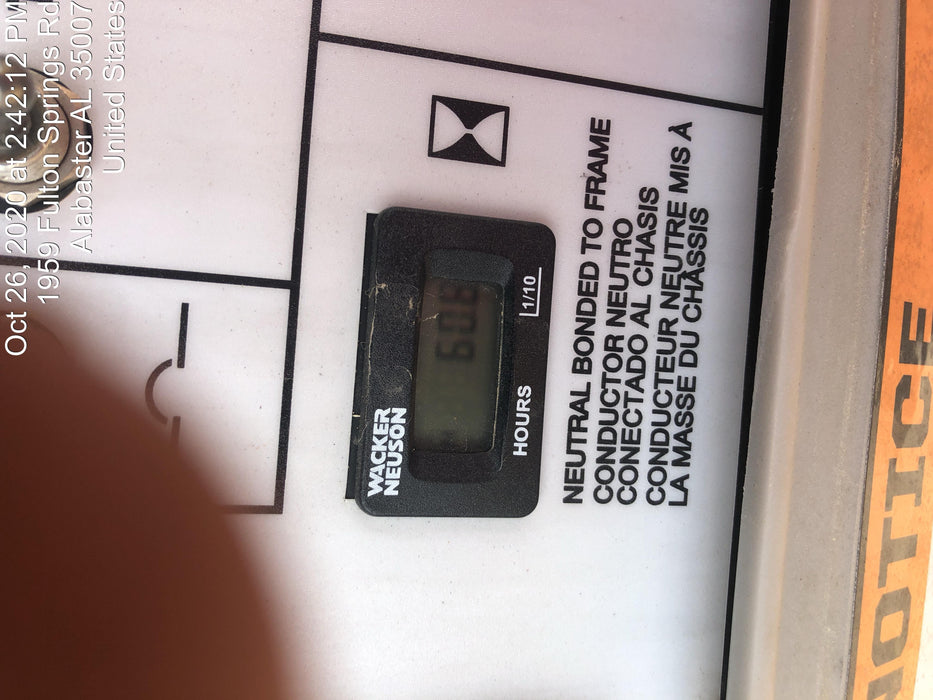 Oct 26, 2020 at 2:42:12 PM
1959 Fulton Springs Rd
Alabaster AL 35007
United States
WACKER
NEUSON
HOURS 1/10
NEUTRAL BONDED TO FRAME
CONDUCTOR NEUTRO
CONECTADO AL CHASIS
CONDUCTEUR NEUTRE MIS À
LA MASSE DU CHÂSSIS
NOTICE